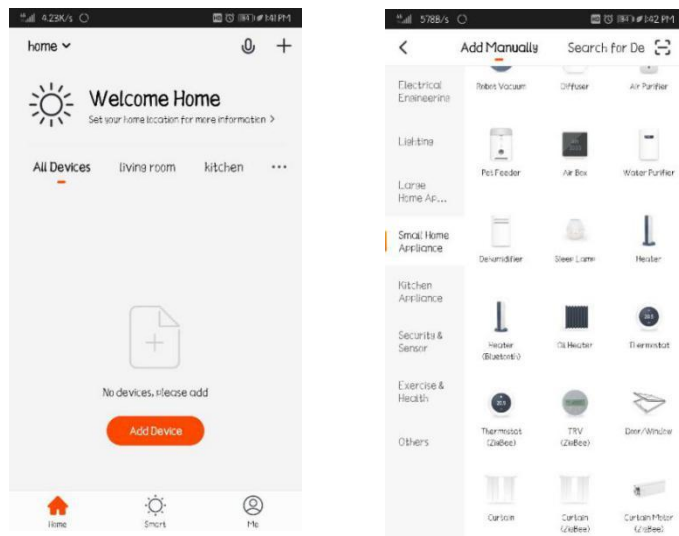 4.23K/s 1:41 PM
home
Welcome Home
Set your home location for more information >
All Devices living room kitchen ...
No devices, please add
Add Device
Home Smart Me
578B/s 1:42 PM
Add Manually Search for De
Electrical
Engineering
Lighting
Large
Home Ap...
Small Home
Appliance
Kitchen
Appliance
Security &
Sensor
Exercise &
Health
Others
Robot Vacuum Diffuser Air Purifier
Pet Feeder Air Box Water Purifier
Dehumidifier Sleep Lamp Heater
Heater
(Bluetooth)
Oil Heater Thermostat
Thermostat
(ZigBee)
TRV
(ZigBee)
Door/Window
Curtain
Curtain
(ZigBee)
Curtain Motor
(ZigBee)